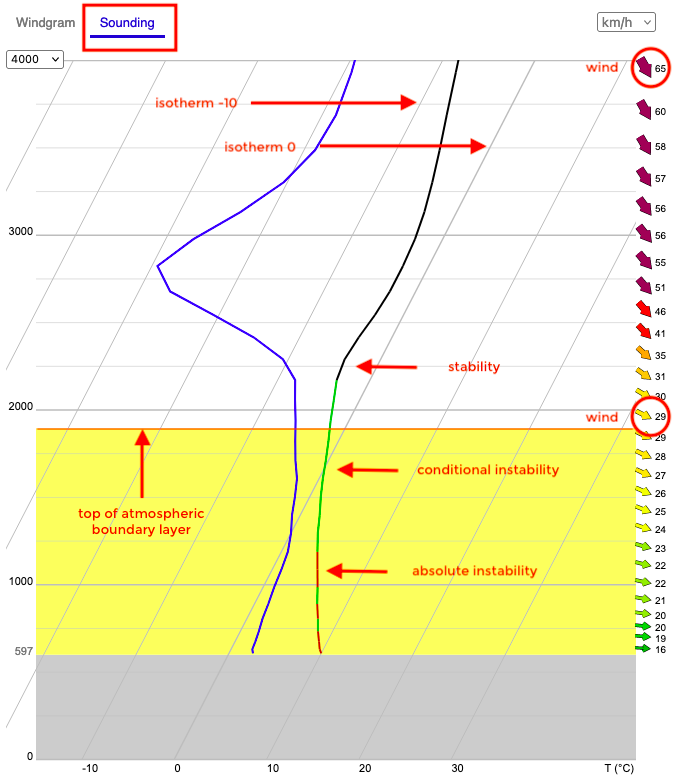 Windgram Sounding km/h
4000
wind 65
isotherm -10
60
isotherm 0
58
57
56
3000
56
55
51
46
41
35
stability
31
30
2000
wind 29
29
28
conditional instability
27
26
top of atmospheric
boundary layer
25
24
23
absolute instability
22
1000
22
21
20
20
19
597
16
0
-10 0 10 20 30 T (°C)